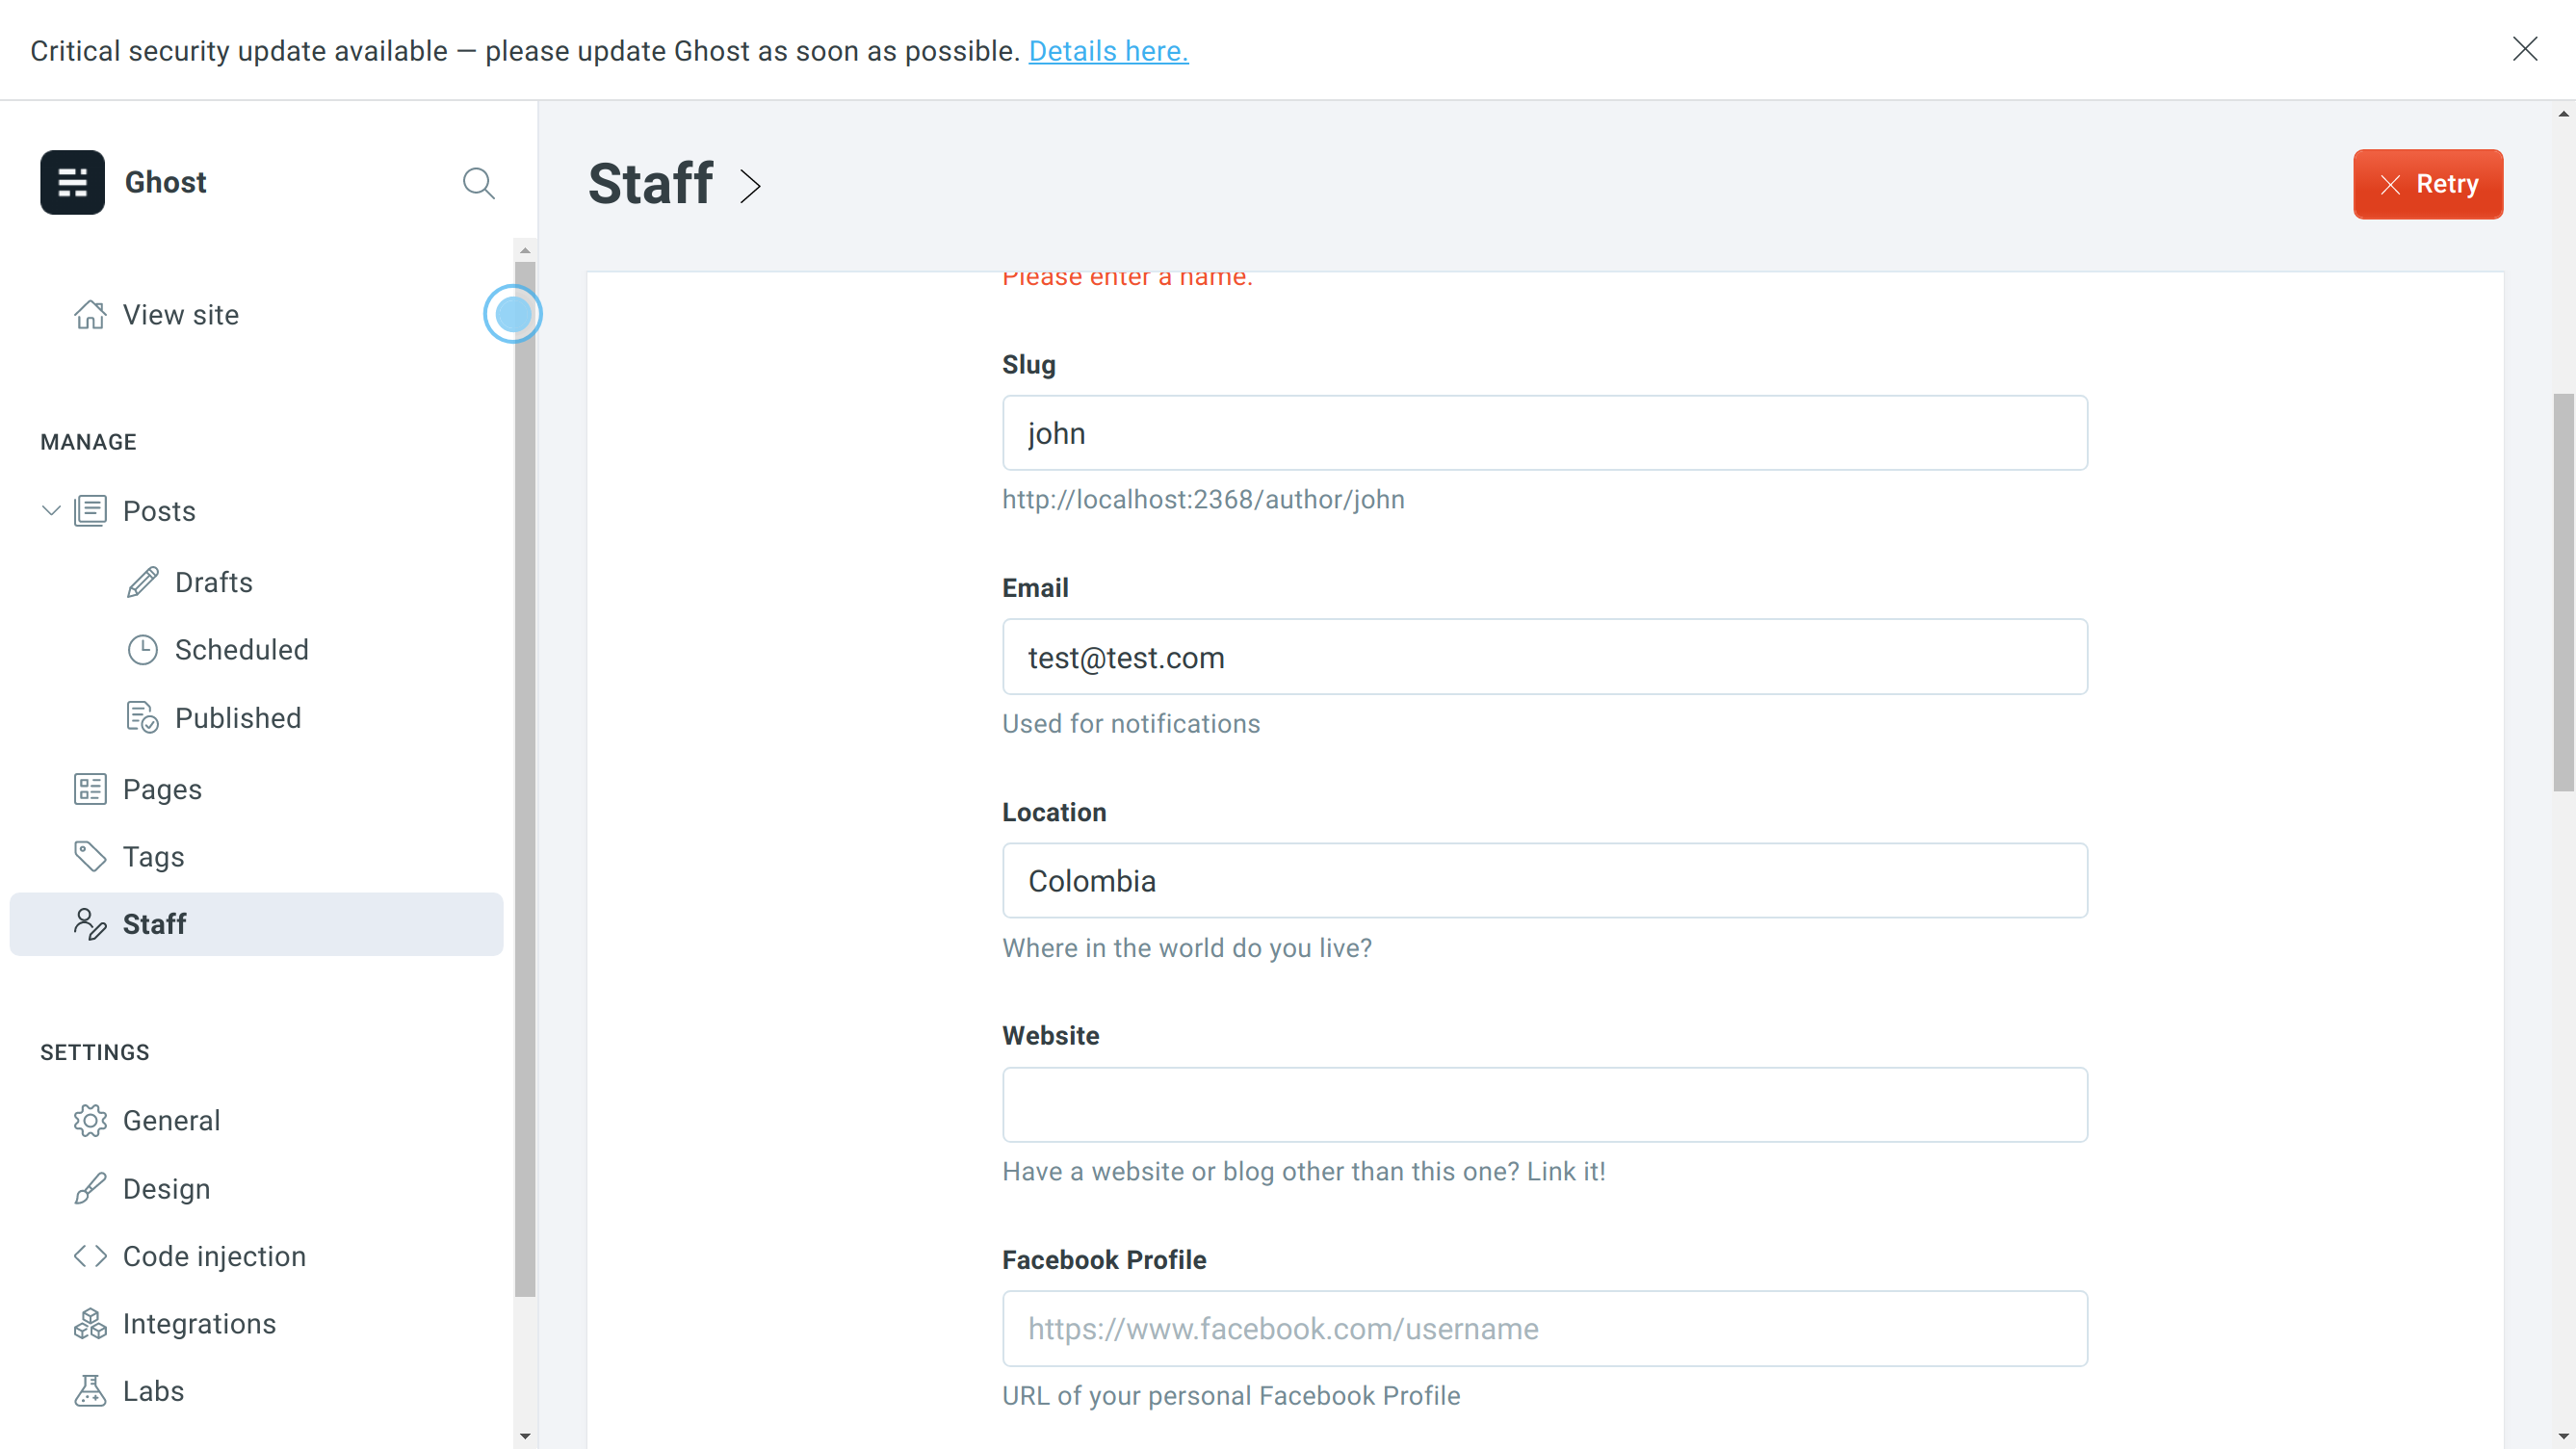 Critical security update available — please update Ghost as soon as possible. Details here.
Ghost
View site
MANAGE
Posts
Drafts
Scheduled
Published
Pages
Tags
Staff
SETTINGS
General
Design
Code injection
Integrations
Labs
Staff
Retry
Please enter a name.
Slug
john
http://localhost:2368/author/john
Email
test@test.com
Used for notifications
Location
Colombia
Where in the world do you live?
Website
Have a website or blog other than this one? Link it!
Facebook Profile
https://www.facebook.com/username
URL of your personal Facebook Profile